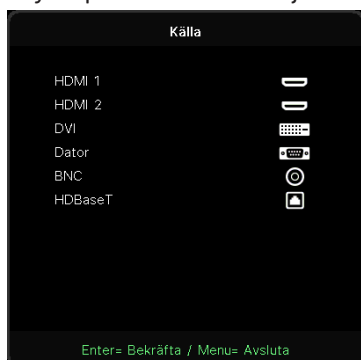 Källa
HDMI 1
HDMI 2
DVI
Dator
BNC
HDBaseT
Enter= Bekräfta / Menu= Avsluta